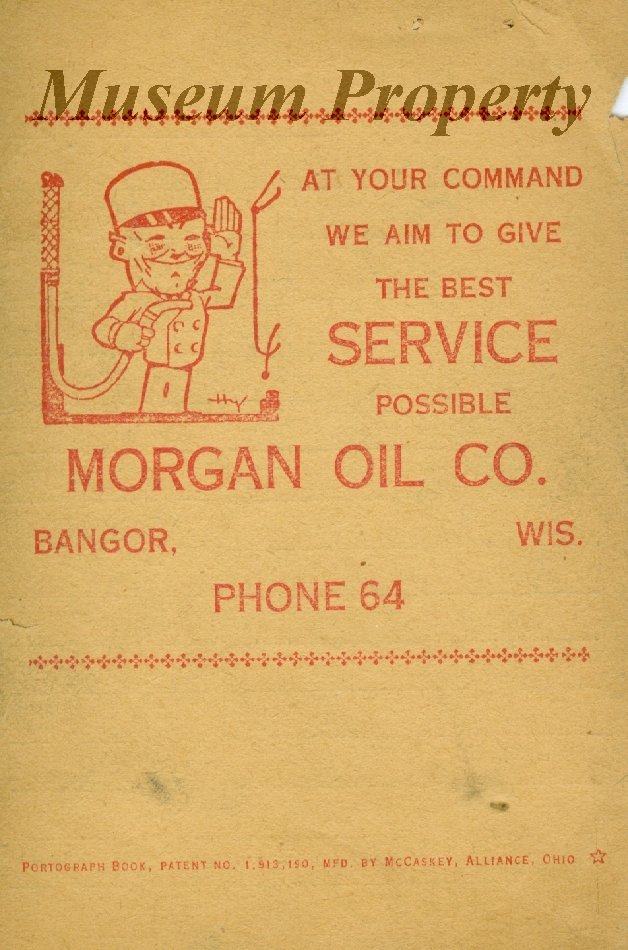 Museum Property
AT YOUR COMMAND
WE AIM TO GIVE
THE BEST
SERVICE
POSSIBLE
MORGAN OIL CO.
BANGOR, WIS.
PHONE 64
PORTOGRAPH BOOK, PATENT NO. 1,913,190, MFD. BY MCCASKEY, ALLIANCE, OHIO